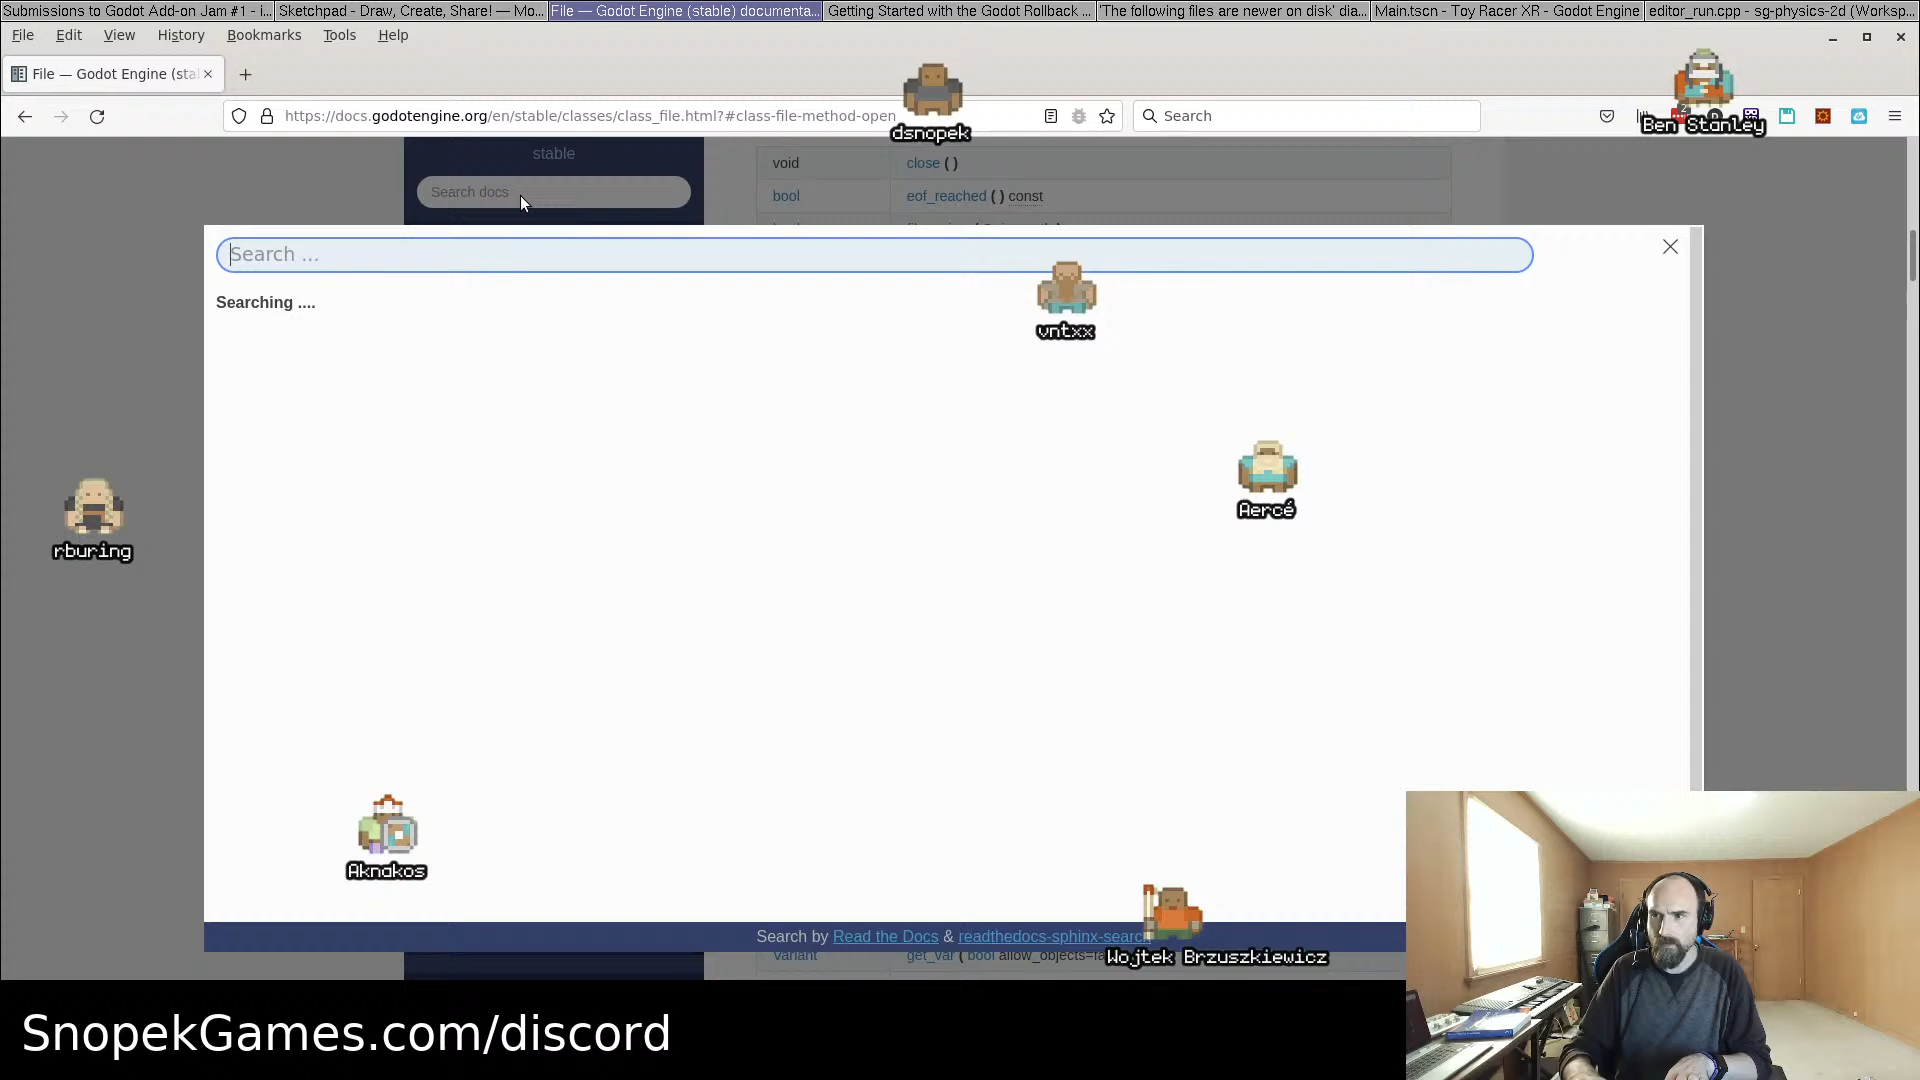 Submissions to Godot Add-on Jam #1 - i... Sketchpad - Draw, Create, Share! — Mo... File — Godot Engine (stable) documenta... Getting Started with the Godot Rollback ... 'The following files are newer on disk' dia... Main.tscn - Toy Racer XR - Godot Engine editor_run.cpp - sg-physics-2d (Worksp...
File Edit View History Bookmarks Tools Help
File — Godot Engine (sta
https://docs.godotengine.org/en/stable/classes/class_file.html?#class-file-method-open
Search
2
dsnopek
Ben Stanley
stable
void close ( )
Search docs
bool eof_reached ( ) const
Search ...
Searching ....
vntxx
Aercé
rburing
Aknakos
Search by Read the Docs & readthedocs-sphinx-search
Variant get_var ( bool allow_objects=fa
Wojtek Brzuszkiewicz
SnopekGames.com/discord